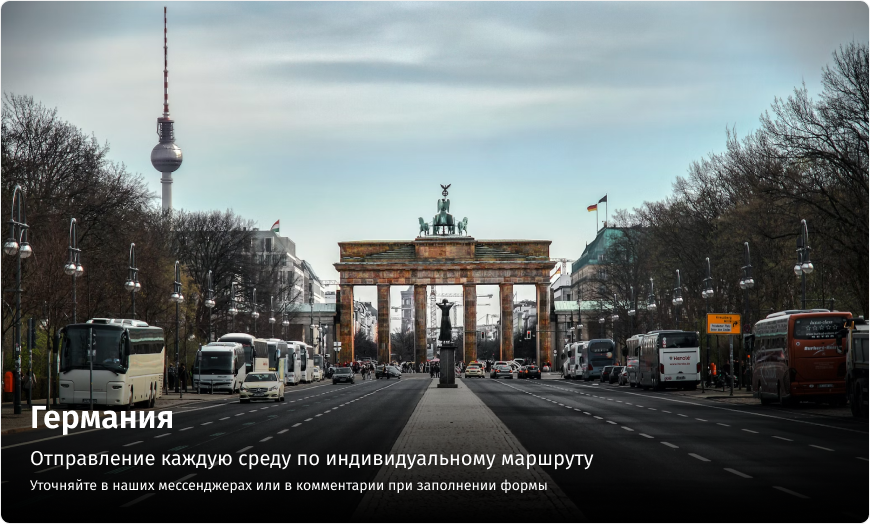 Германия
Отправление каждую среду по индивидуальному маршруту
Уточняйте в наших мессенджерах или в комментарии при заполнении формы